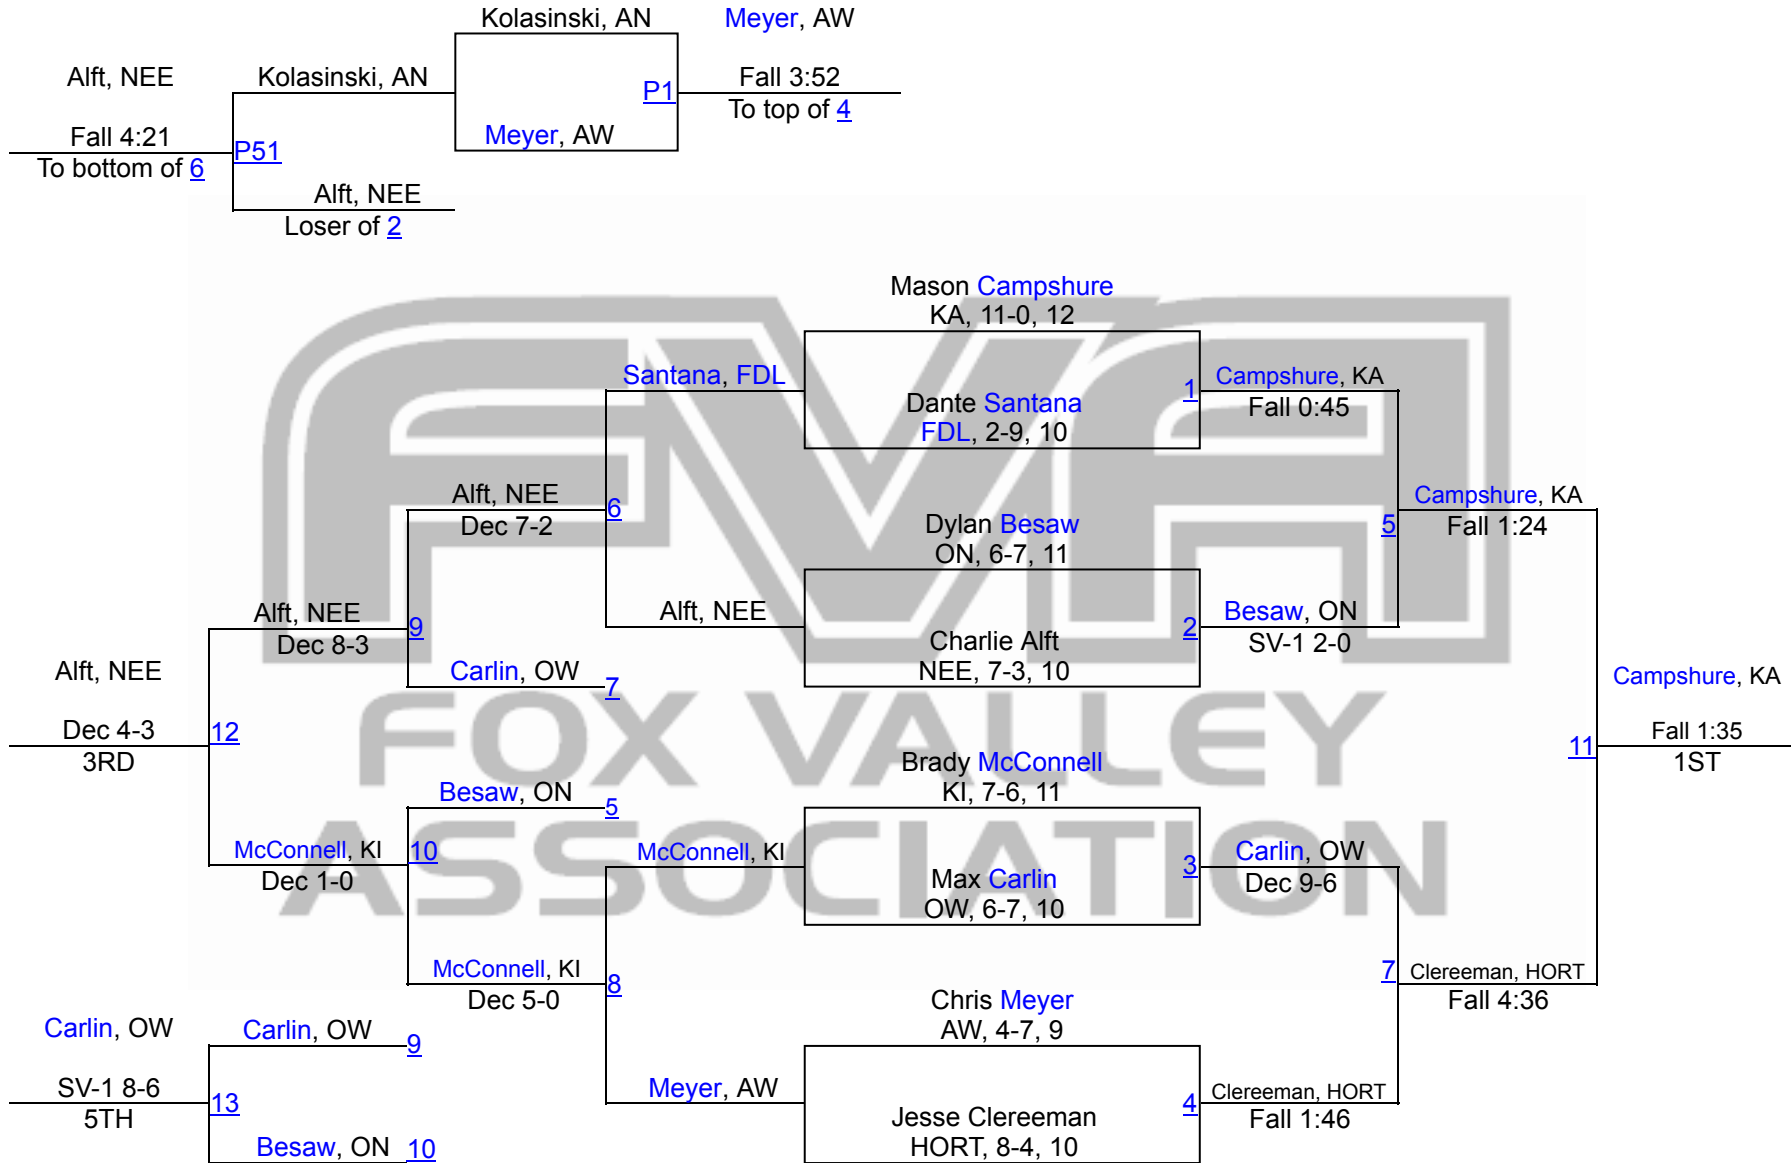 Kolasinski, AN
Meyer, AW
Alft, NEE
Kolasinski, AN
P1
Fall 3:52
To top of 4
Fall 4:21
To bottom of 6
P51
Meyer, AW
Alft, NEE
Loser of 2
Mason Campshure
KA, 11-0, 12
Santana, FDL
Dante Santana
FDL, 2-9, 10
1
Campshure, KA
Fall 0:45
Alft, NEE
Dec 7-2
6
Dylan Besaw
ON, 6-7, 11
5
Campshure, KA
Fall 1:24
Alft, NEE
Dec 8-3
9
Alft, NEE
Charlie Alft
NEE, 7-3, 10
2
Besaw, ON
SV-1 2-0
Carlin, OW
7
Alft, NEE
Dec 4-3
3RD
12
Campshure, KA
Fall 1:35
1ST
11
FVA
FOX VALLEY
ASSOCIATION
Brady McConnell
KI, 7-6, 11
Besaw, ON
5
McConnell, KI
Dec 1-0
10
McConnell, KI
Max Carlin
OW, 6-7, 10
3
Carlin, OW
Dec 9-6
McConnell, KI
Dec 5-0
8
7
Clereeman, HORT
Fall 4:36
Chris Meyer
AW, 4-7, 9
Carlin, OW
Carlin, OW
9
SV-1 8-6
5TH
13
Meyer, AW
Jesse Clereeman
HORT, 8-4, 10
4
Clereeman, HORT
Fall 1:46
Besaw, ON
10